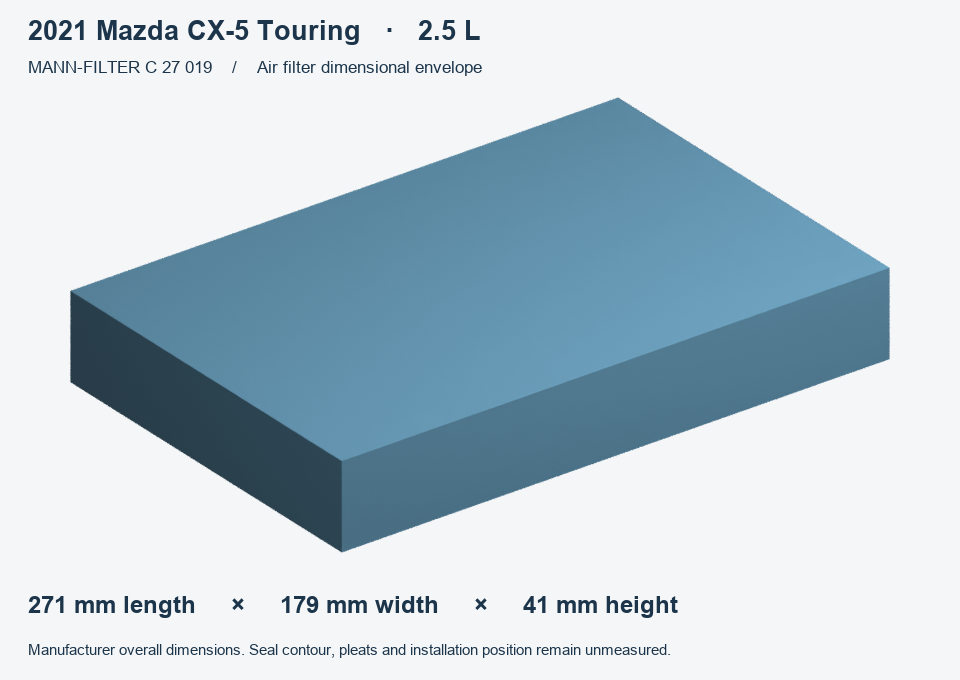 2021 Mazda CX-5 Touring · 2.5 L
MANN-FILTER C 27 019 / Air filter dimensional envelope
271 mm length × 179 mm width × 41 mm height
Manufacturer overall dimensions. Seal contour, pleats and installation position remain unmeasured.